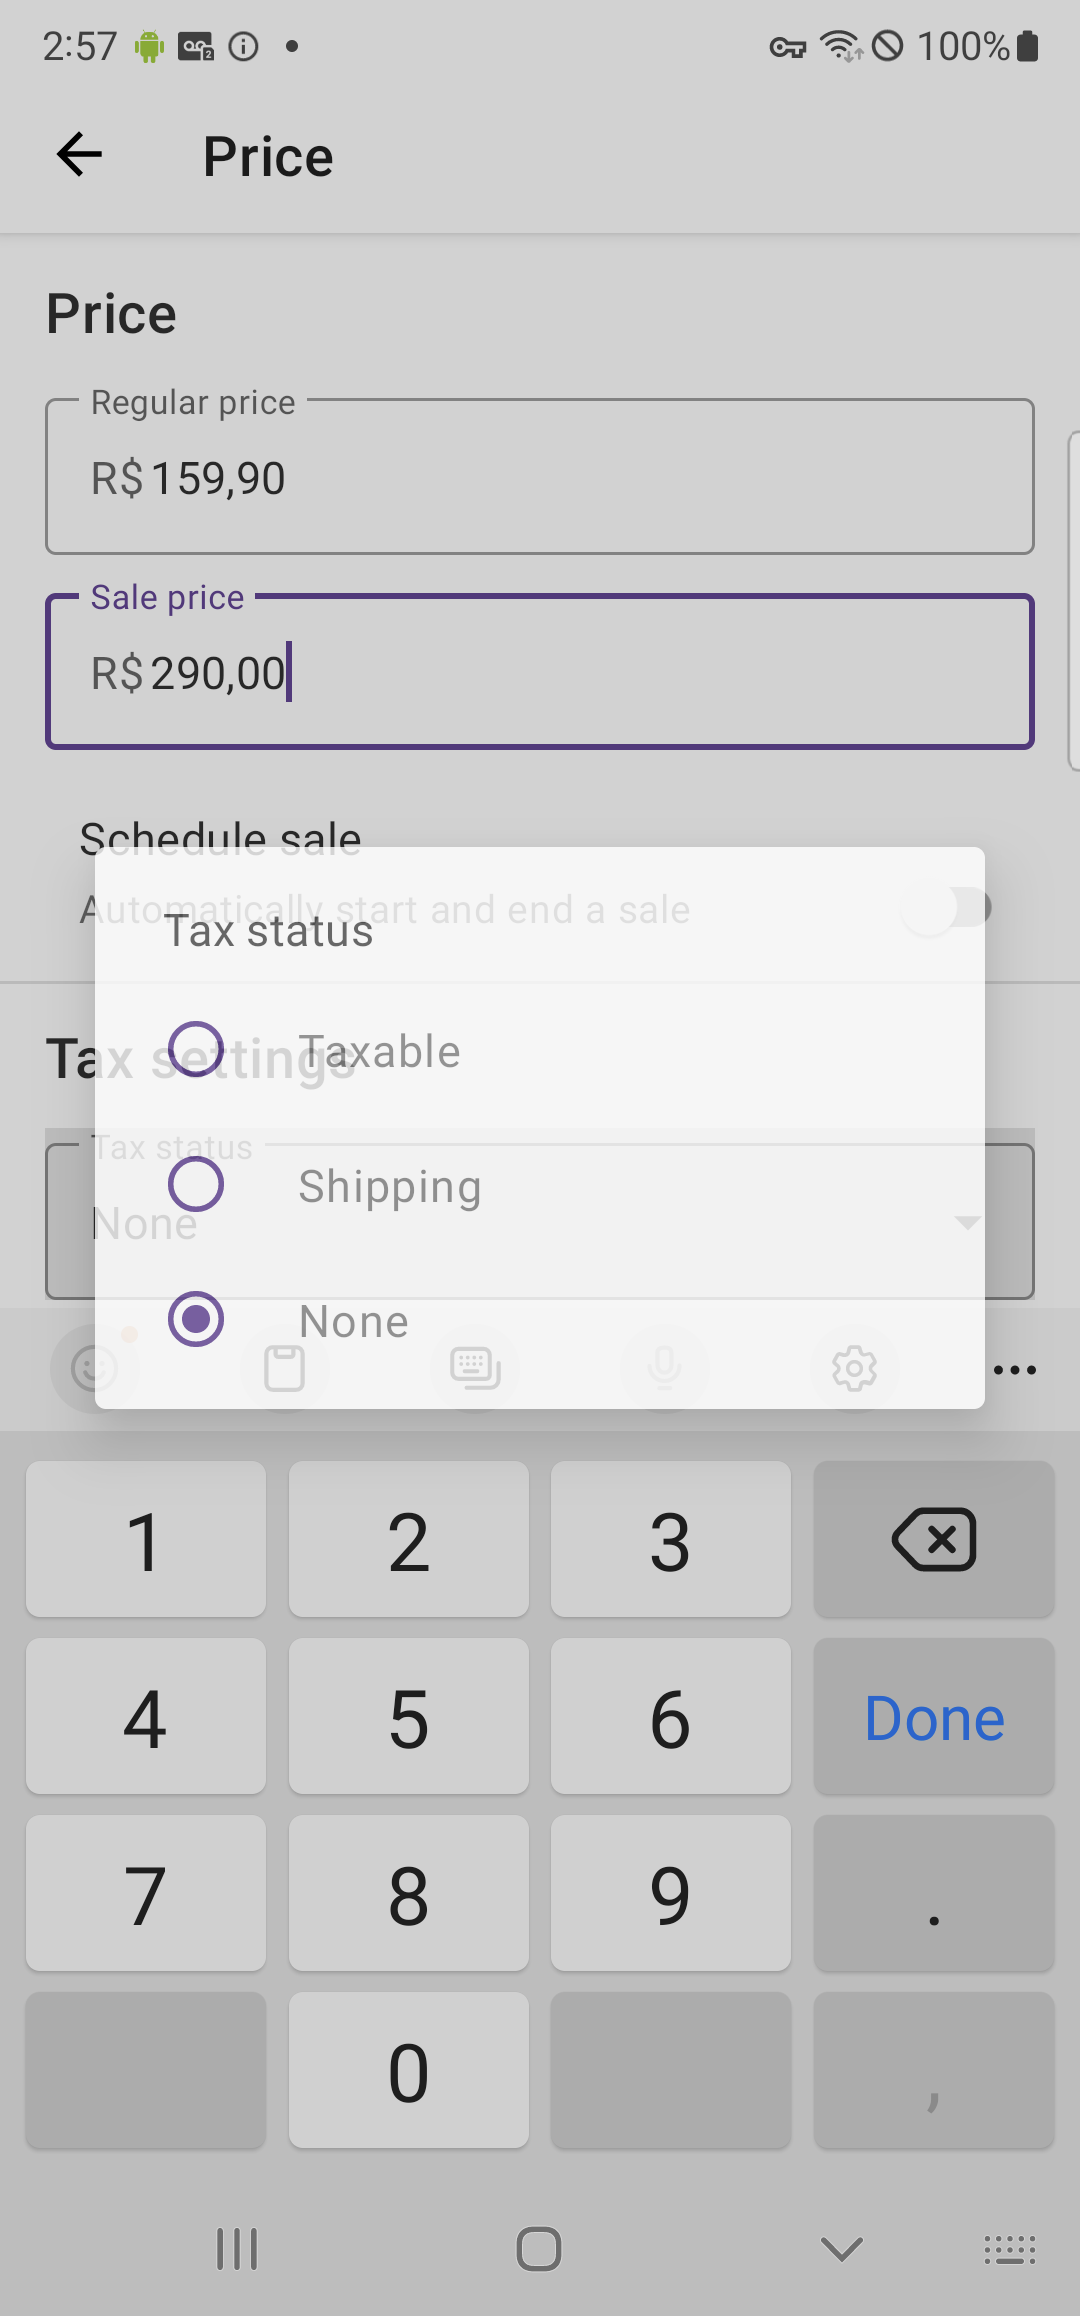 2:57
100%
Price
Price
Regular price
R$ 159,90
Sale price
R$ 290,00
Schedule sale
Automatically start and end a sale
Tax status
Tax settings
Taxable
Tax status
Shipping
None
None
1 2 3
4 5 6 Done
7 8 9 .
0 ,